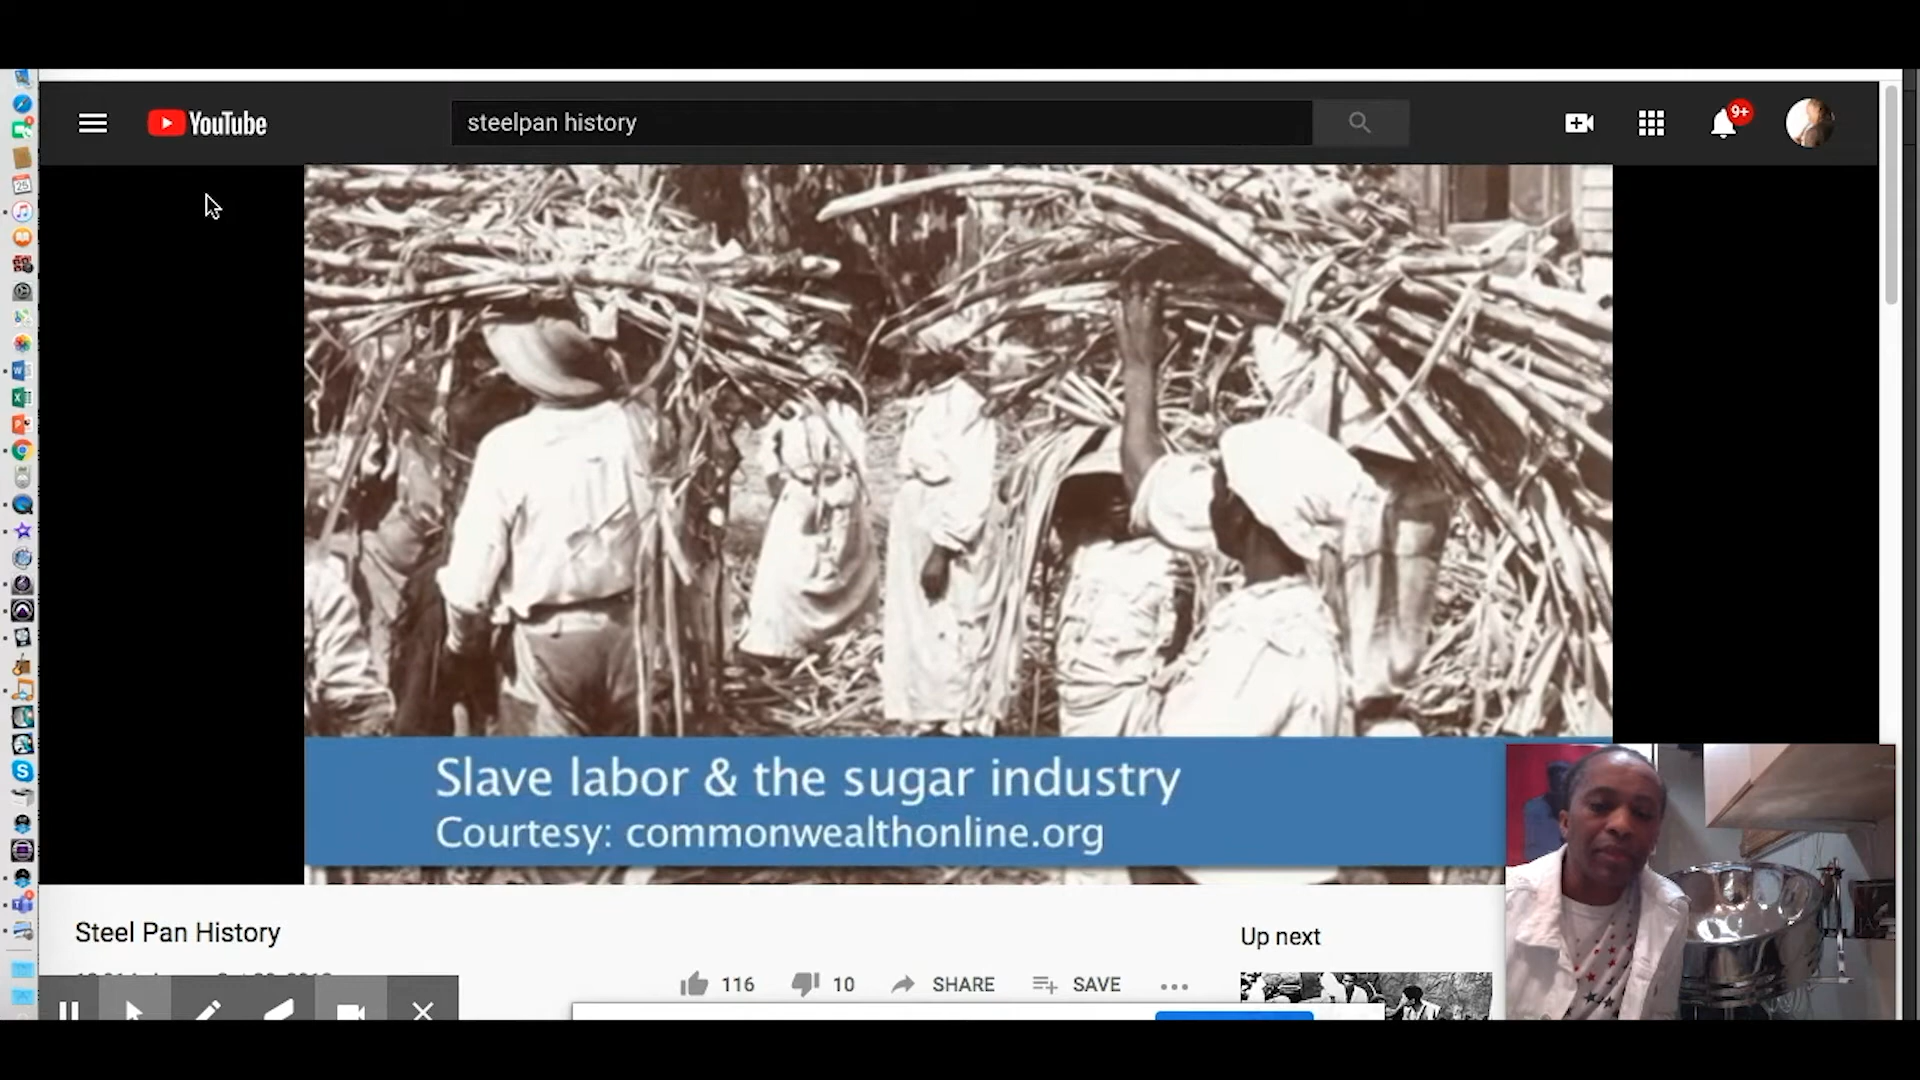 YouTube
steelpan history
9+
25
Slave labor & the sugar industry
Courtesy: commonwealthonline.org
Steel Pan History
Up next
116
10
SHARE
SAVE